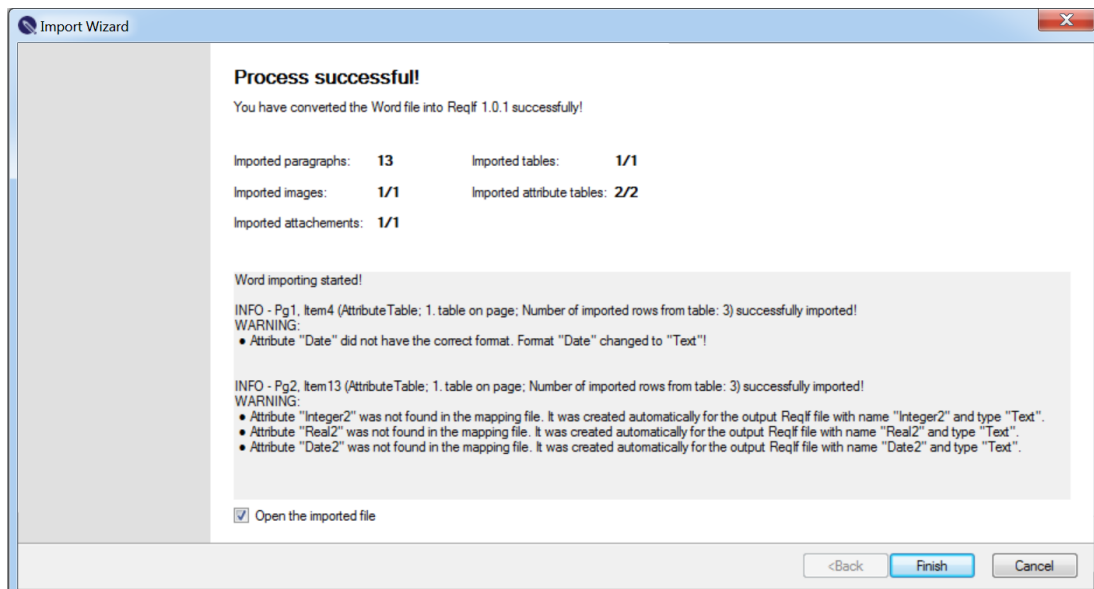 Import Wizard
X
Process successful!
You have converted the Word file into ReqIf 1.0.1 successfully!
Imported paragraphs: 13 Imported tables: 1/1
Imported images: 1/1 Imported attribute tables: 2/2
Imported attachements: 1/1
Word importing started!
INFO - Pg1, Item4 (AttributeTable; 1. table on page; Number of imported rows from table: 3) successfully imported!
WARNING:
● Attribute "Date" did not have the correct format. Format "Date" changed to "Text"!
INFO - Pg2, Item13 (AttributeTable; 1. table on page; Number of imported rows from table: 3) successfully imported!
WARNING:
● Attribute "Integer2" was not found in the mapping file. It was created automatically for the output ReqIf file with name "Integer2" and type "Text".
● Attribute "Real2" was not found in the mapping file. It was created automatically for the output ReqIf file with name "Real2" and type "Text".
● Attribute "Date2" was not found in the mapping file. It was created automatically for the output ReqIf file with name "Date2" and type "Text".
Open the imported file
<Back Finish Cancel